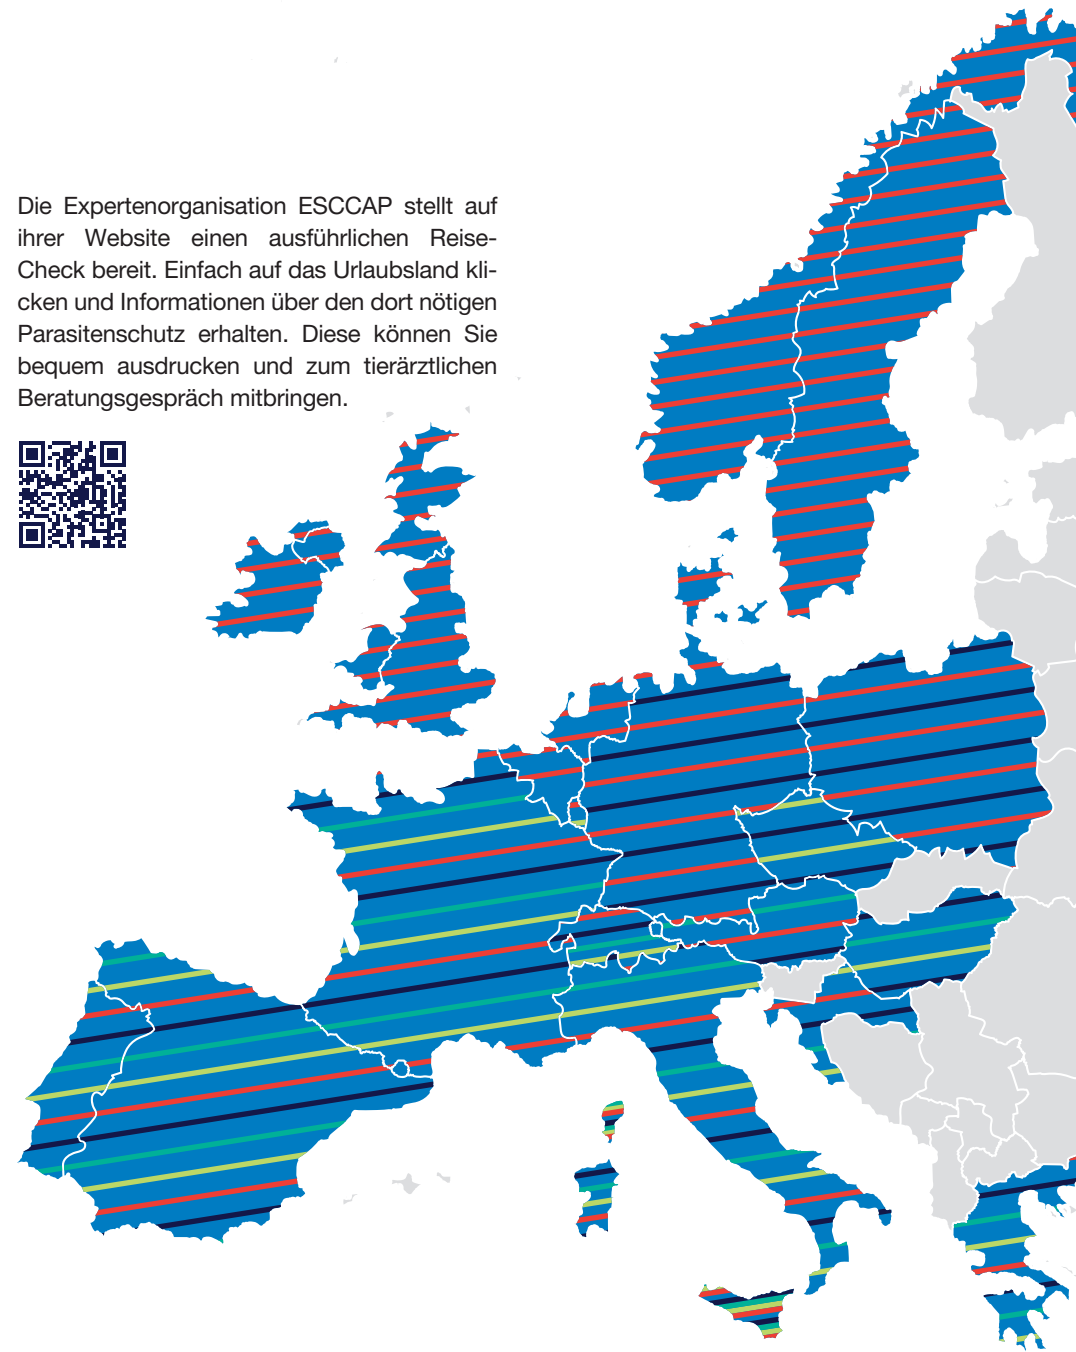 Die Expertenorganisation ESCCAP stellt auf
ihrer Website einen ausführlichen Reise-
Check bereit. Einfach auf das Urlaubsland kli-
cken und Informationen über den dort nötigen
Parasitenschutz erhalten. Diese können Sie
bequem ausdrucken und zum tierärztlichen
Beratungsgespräch mitbringen.